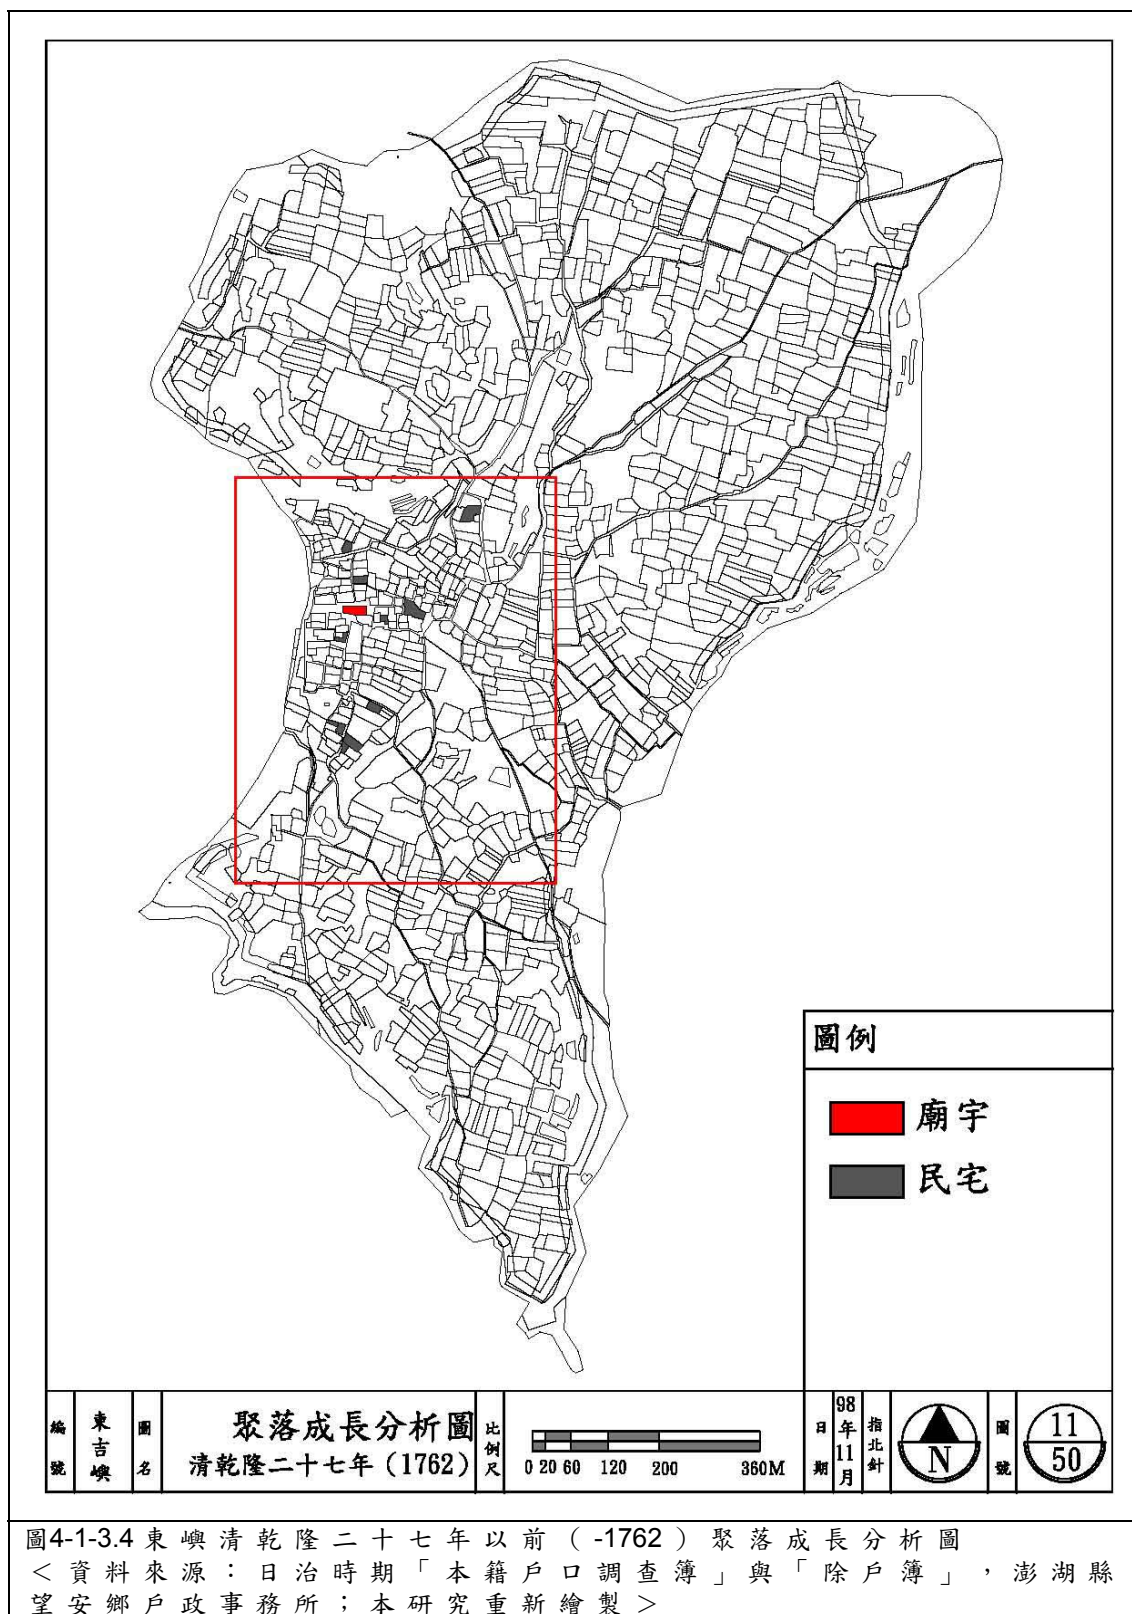 圖例
廟宇
民宅
編號
東吉嶼
圖名
聚落成長分析圖
清乾隆二十七年(1762)
比例尺
0 20 60 120 200 360M
日期
98年11月
指北針
N
圖號
11
50
圖4-1-3.4 東嶼清乾隆二十七年以前(-1762)聚落成長分析圖
<資料來源:日治時期「本籍戶口調查簿」與「除戶簿」,澎湖縣
望安鄉戶政事務所;本研究重新繪製>